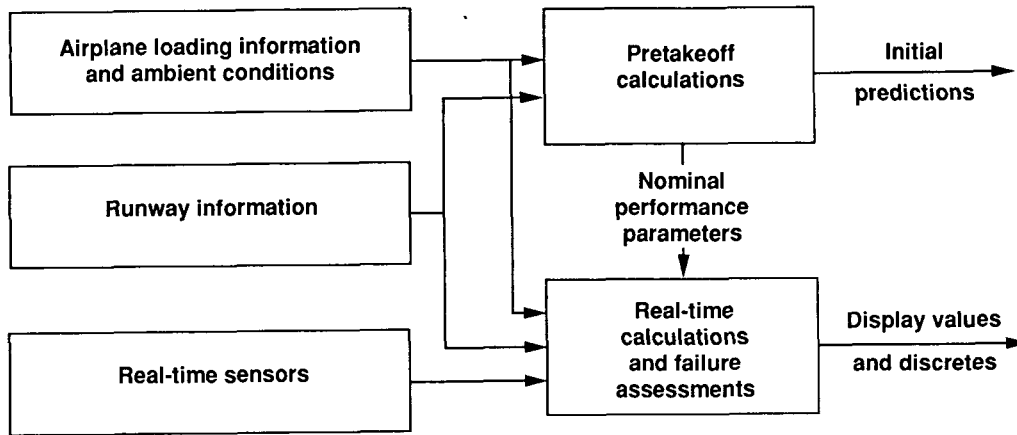 Airplane loading information
and ambient conditions
Pretakeoff
calculations
Initial
predictions
Runway information
Nominal
performance
parameters
Real-time sensors
Real-time
calculations
and failure
assessments
Display values
and discretes